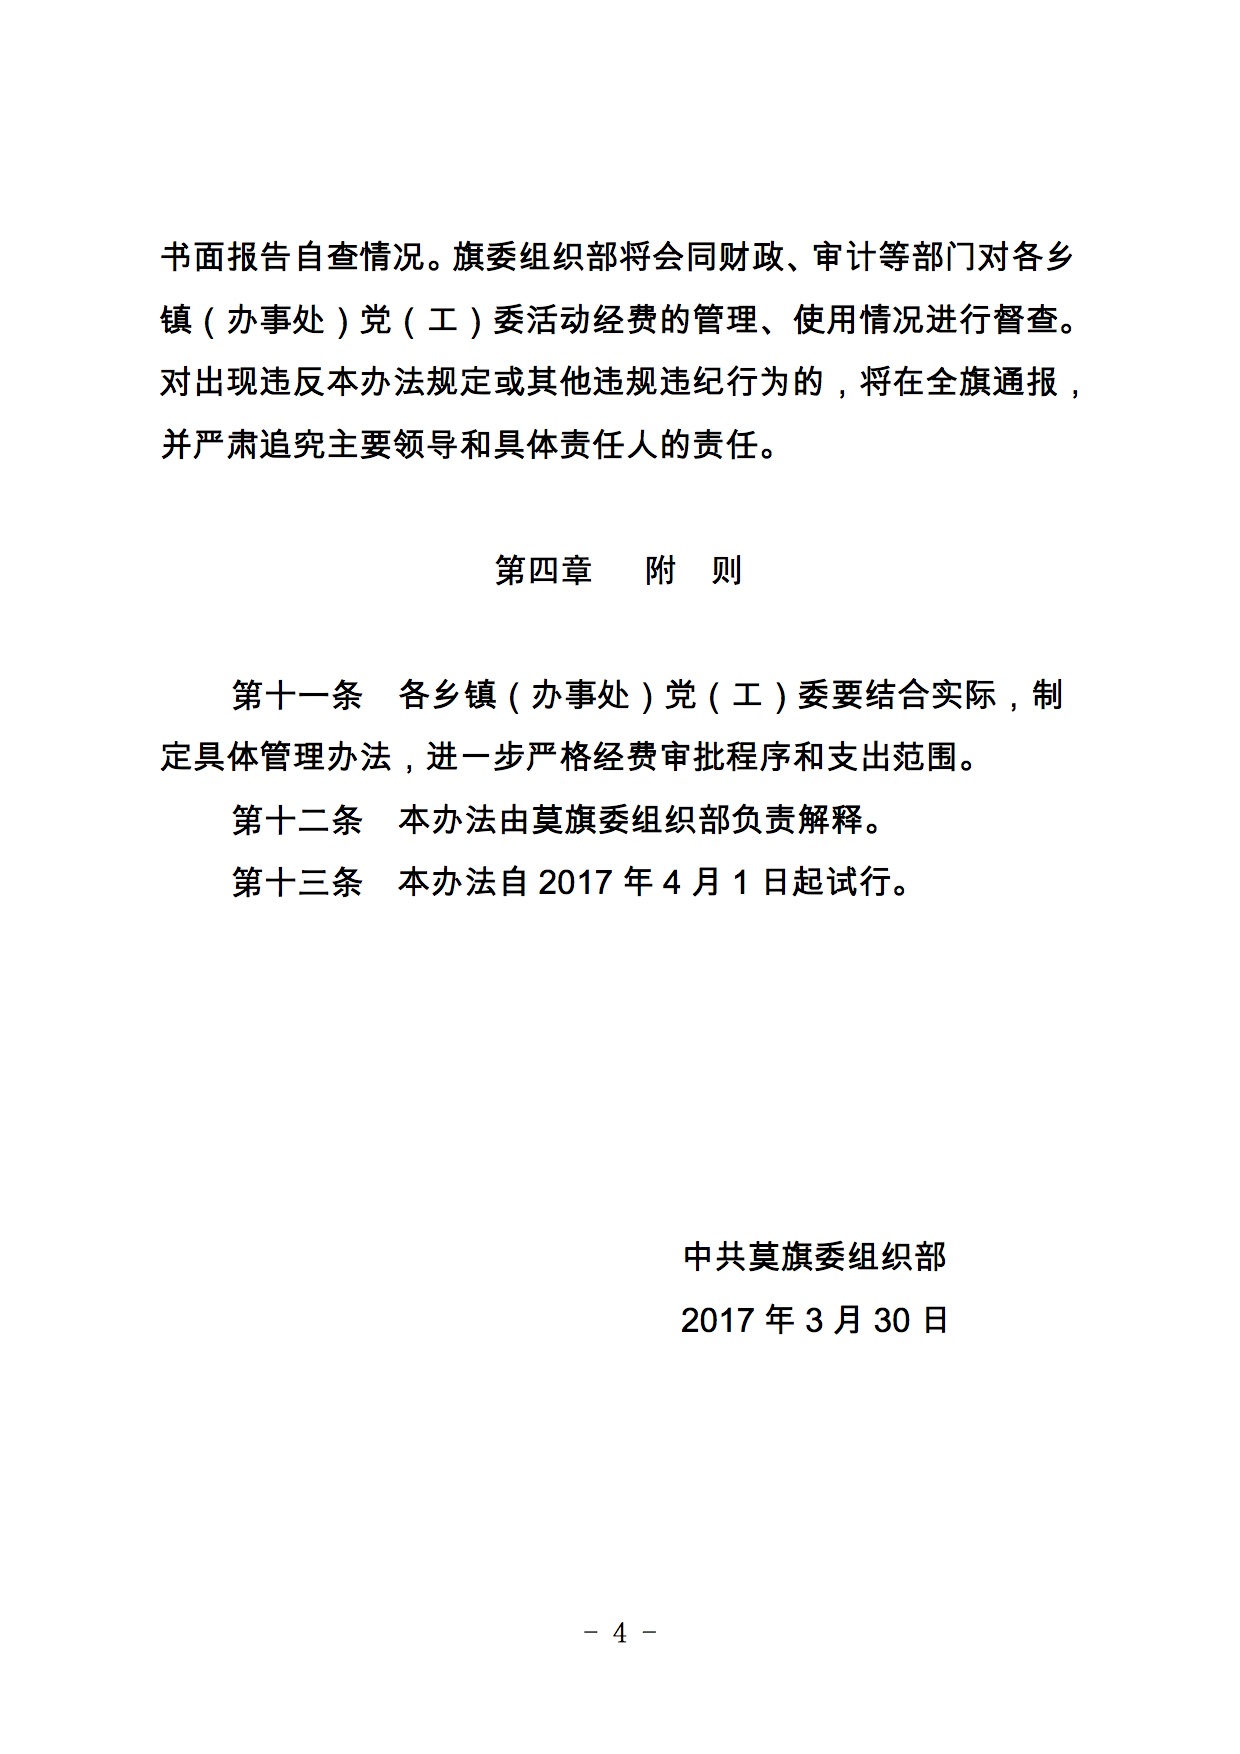 书面报告自查情况。旗委组织部将会同财政、审计等部门对各乡
镇（办事处）党（工）委活动经费的管理、使用情况进行督查。
对出现违反本办法规定或其他违规违纪行为的，将在全旗通报，
并严肃追究主要领导和具体责任人的责任。
第四章　附　则
第十一条　各乡镇（办事处）党（工）委要结合实际，制
定具体管理办法，进一步严格经费审批程序和支出范围。
第十二条　本办法由莫旗委组织部负责解释。
第十三条　本办法自 2017 年 4 月 1 日起试行。
中共莫旗委组织部
2017 年 3 月 30 日
- 4 -